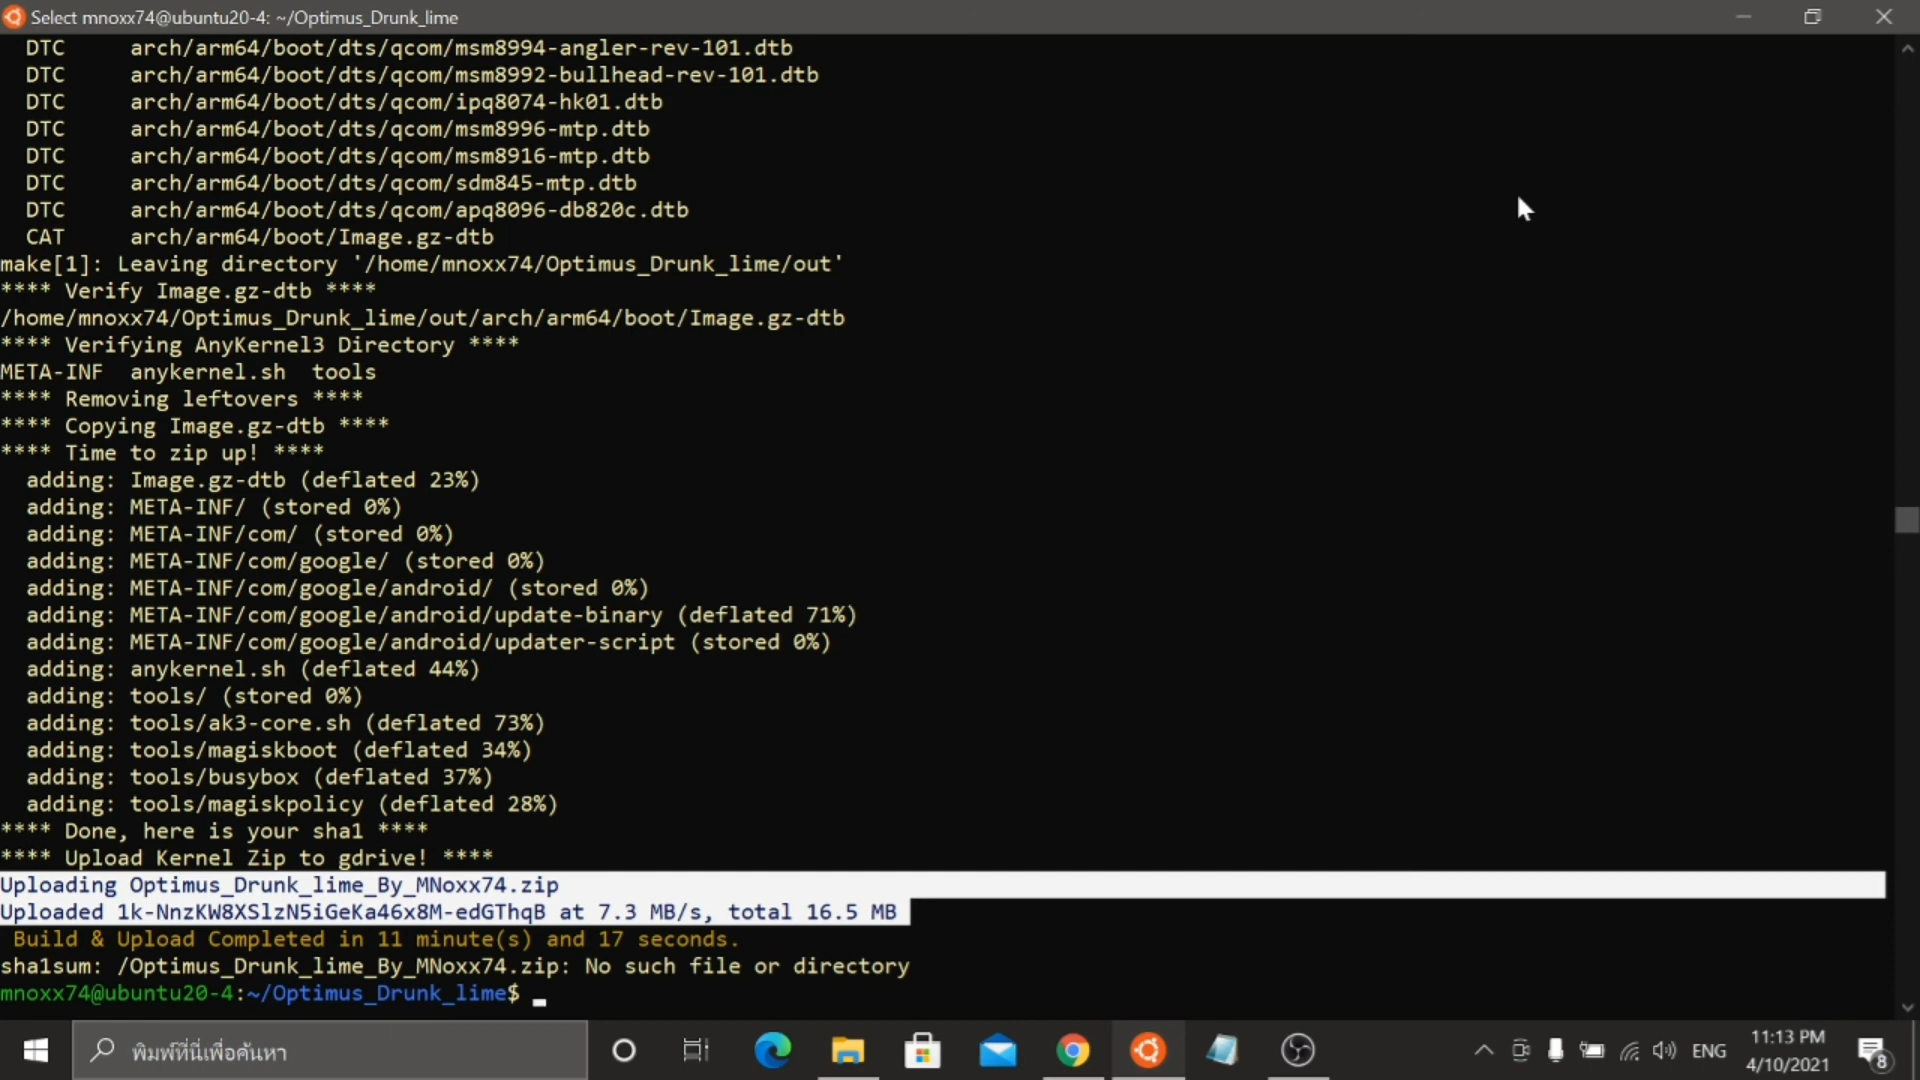 Select mnoxx74@ubuntu20-4: ~/Optimus_Drunk_lime
DTC arch/arm64/boot/dts/qcom/msm8994-angler-rev-101.dtb
DTC arch/arm64/boot/dts/qcom/msm8992-bullhead-rev-101.dtb
DTC arch/arm64/boot/dts/qcom/ipq8074-hk01.dtb
DTC arch/arm64/boot/dts/qcom/msm8996-mtp.dtb
DTC arch/arm64/boot/dts/qcom/msm8916-mtp.dtb
DTC arch/arm64/boot/dts/qcom/sdm845-mtp.dtb
DTC arch/arm64/boot/dts/qcom/apq8096-db820c.dtb
CAT arch/arm64/boot/Image.gz-dtb
make[1]: Leaving directory '/home/mnoxx74/Optimus_Drunk_lime/out'
**** Verify Image.gz-dtb ****
/home/mnoxx74/Optimus_Drunk_lime/out/arch/arm64/boot/Image.gz-dtb
**** Verifying AnyKernel3 Directory ****
META-INF anykernel.sh tools
**** Removing leftovers ****
**** Copying Image.gz-dtb ****
**** Time to zip up! ****
adding: Image.gz-dtb (deflated 23%)
adding: META-INF/ (stored 0%)
adding: META-INF/com/ (stored 0%)
adding: META-INF/com/google/ (stored 0%)
adding: META-INF/com/google/android/ (stored 0%)
adding: META-INF/com/google/android/update-binary (deflated 71%)
adding: META-INF/com/google/android/updater-script (stored 0%)
adding: anykernel.sh (deflated 44%)
adding: tools/ (stored 0%)
adding: tools/ak3-core.sh (deflated 73%)
adding: tools/magiskboot (deflated 34%)
adding: tools/busybox (deflated 37%)
adding: tools/magiskpolicy (deflated 28%)
**** Done, here is your sha1 ****
**** Upload Kernel Zip to gdrive! ****
Uploading Optimus_Drunk_lime_By_MNoxx74.zip
Uploaded 1k-NnzKW8XSlzN5iGeKa46x8M-edGThqB at 7.3 MB/s, total 16.5 MB
Build & Upload Completed in 11 minute(s) and 17 seconds.
sha1sum: /Optimus_Drunk_lime_By_MNoxx74.zip: No such file or directory
mnoxx74@ubuntu20-4:~/Optimus_Drunk_lime$
พิมพ์ที่นี่เพื่อค้นหา
ENG
11:13 PM
4/10/2021
8